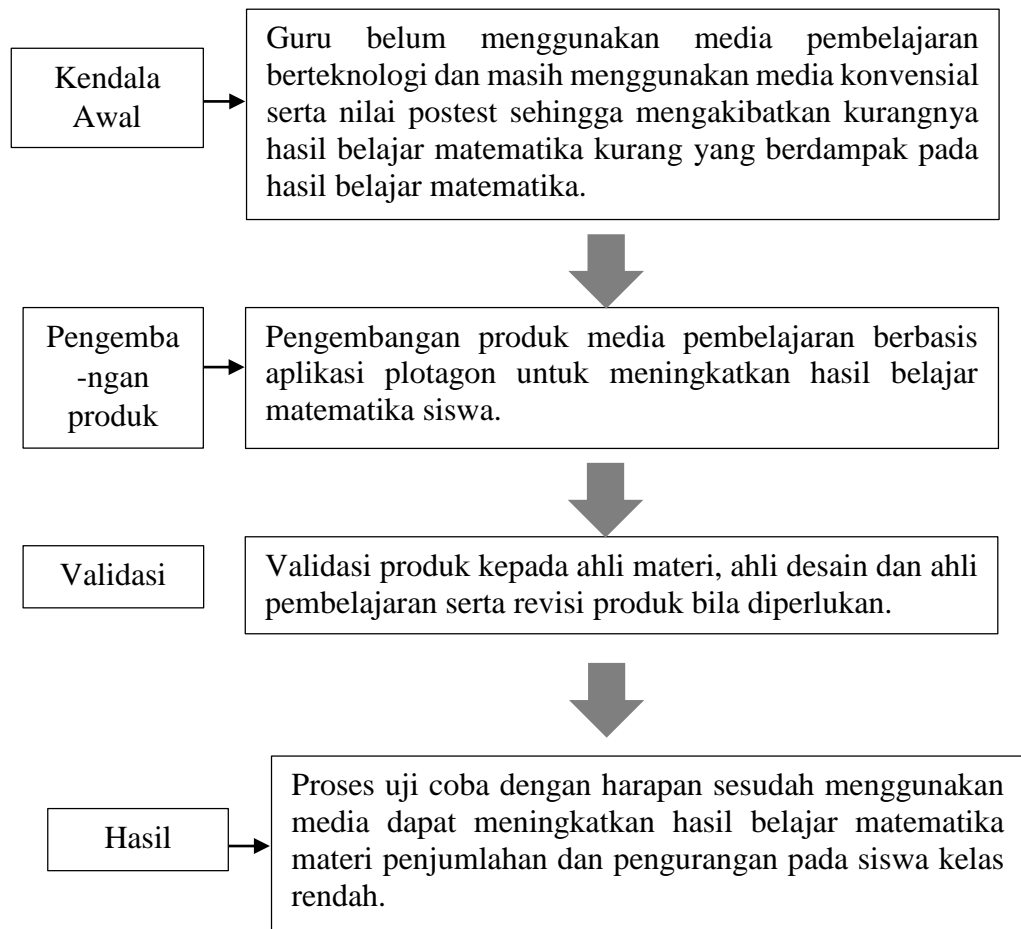 Kendala
Awal
Guru belum menggunakan media pembelajaran
berteknologi dan masih menggunakan media konvensial
serta nilai postest sehingga mengakibatkan kurangnya
hasil belajar matematika kurang yang berdampak pada
hasil belajar matematika.
Pengemba
-ngan
produk
Pengembangan produk media pembelajaran berbasis
aplikasi plotagon untuk meningkatkan hasil belajar
matematika siswa.
Validasi
Validasi produk kepada ahli materi, ahli desain dan ahli
pembelajaran serta revisi produk bila diperlukan.
Hasil
Proses uji coba dengan harapan sesudah menggunakan
media dapat meningkatkan hasil belajar matematika
materi penjumlahan dan pengurangan pada siswa kelas
rendah.